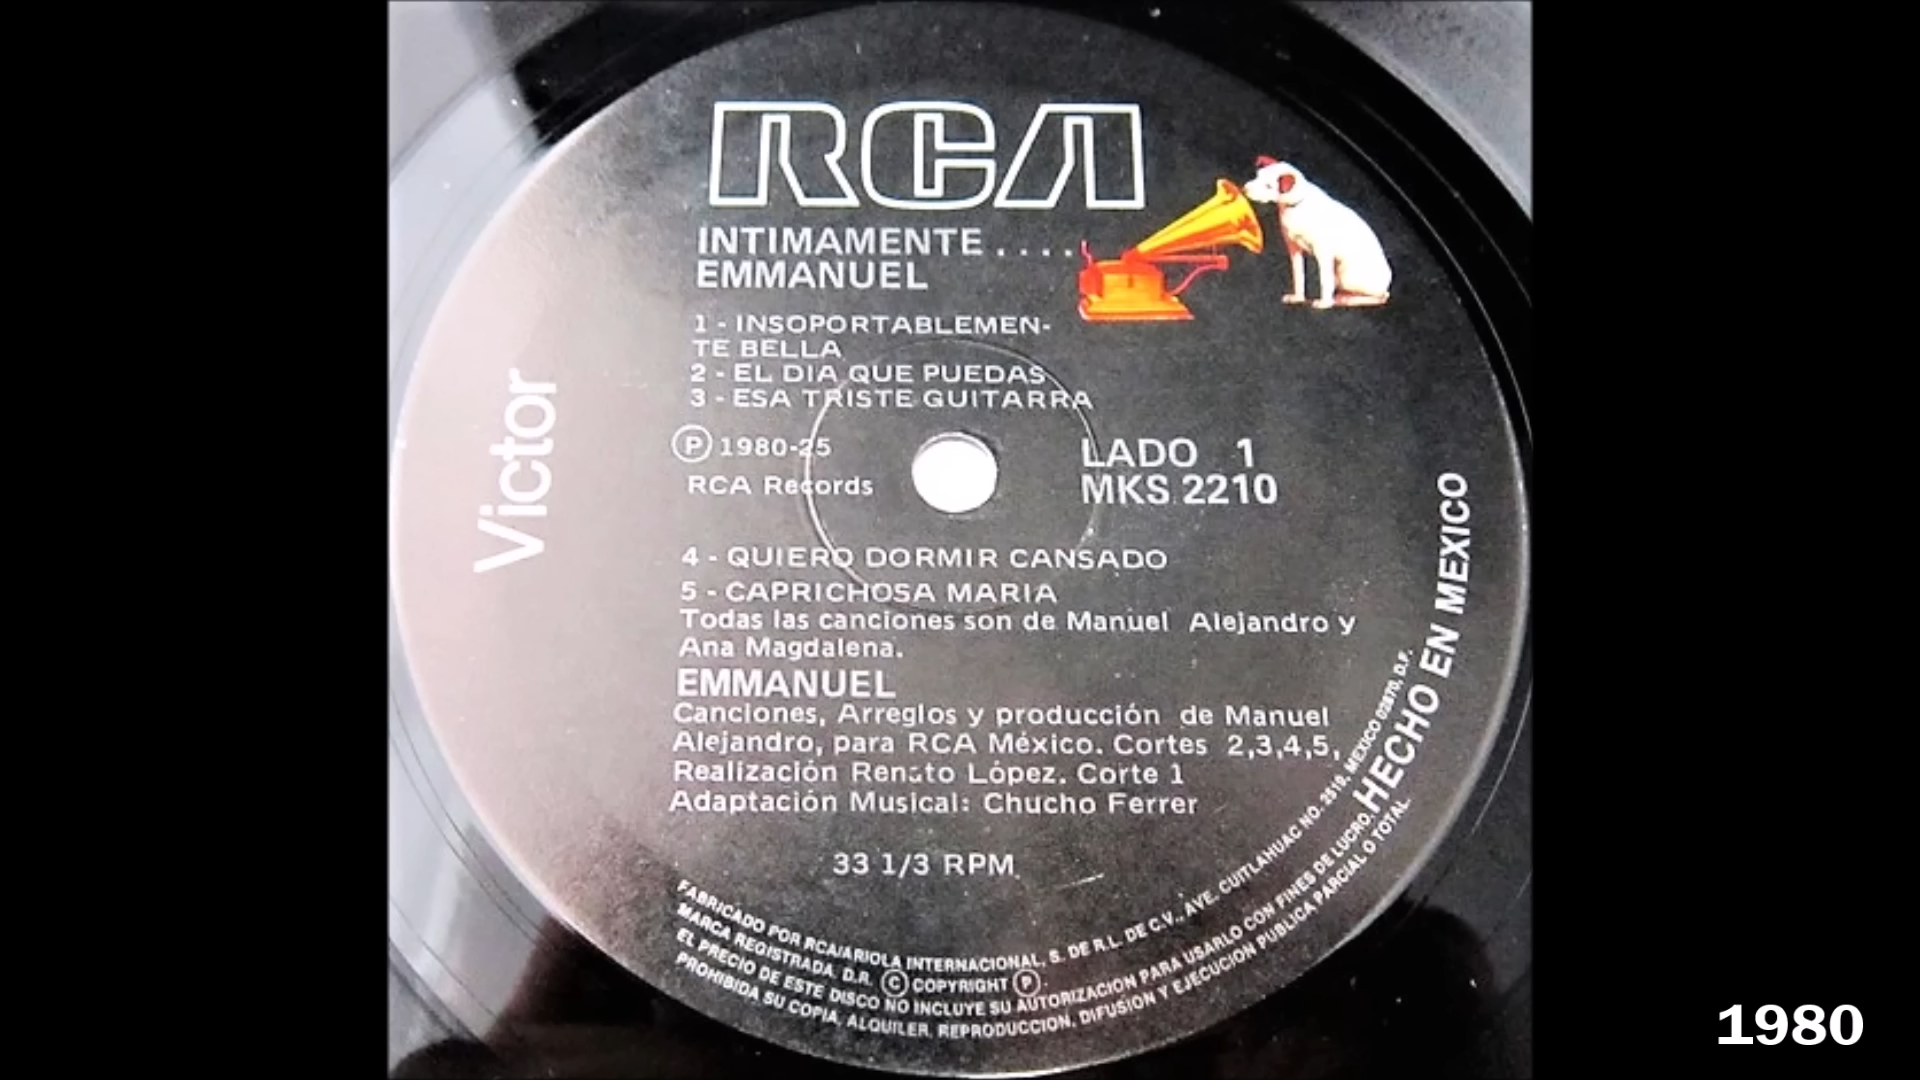 RCA
INTIMAMENTE ....
EMMANUEL
1 - INSOPORTABLEMEN-
TE BELLA
2 - EL DIA QUE PUEDAS
3 - ESA TRISTE GUITARRA
Ⓟ 1980-25
RCA Records
LADO 1
MKS 2210
Victor
4 - QUIERO DORMIR CANSADO
5 - CAPRICHOSA MARIA
Todas las canciones son de Manuel Alejandro y
Ana Magdalena.
EMMANUEL
Canciones, Arreglos y producción de Manuel
Alejandro, para RCA México. Cortes 2,3,4,5,
Realización Renato López. Corte 1
Adaptación Musical: Chucho Ferrer
33 1/3 RPM
FABRICADO POR RCA/ARIOLA INTERNACIONAL, S. DE R.L. DE C.V., AVE. CUITLAHUAC NO. 2519, MEXICO 02870, D.F.
MARCA REGISTRADA. D.R. © COPYRIGHT Ⓟ.
EL PRECIO DE ESTE DISCO NO INCLUYE SU AUTORIZACION PARA USARLO CON FINES DE LUCRO.
PROHIBIDA SU COPIA, ALQUILER, REPRODUCCION, DIFUSION Y EJECUCION PUBLICA PARCIAL O TOTAL.
HECHO EN MEXICO
1980